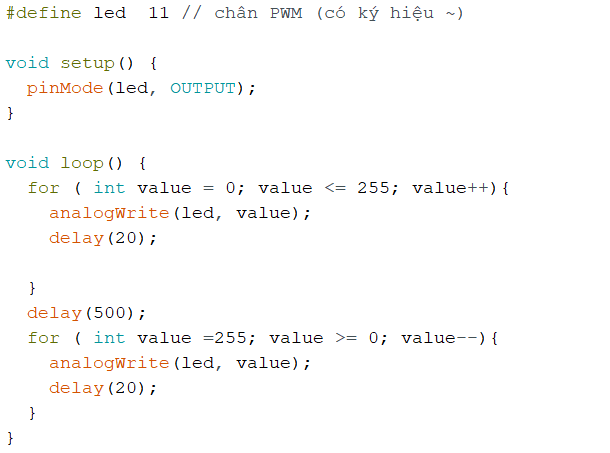 #define led  11 // chân PWM (có ký hiệu ~)
void setup() {
  pinMode(led, OUTPUT);
}
void loop() {
  for ( int value = 0; value <= 255; value++){
    analogWrite(led, value);
    delay(20);
  }
  delay(500);
  for ( int value =255; value >= 0; value--){
    analogWrite(led, value);
    delay(20);
  }
}